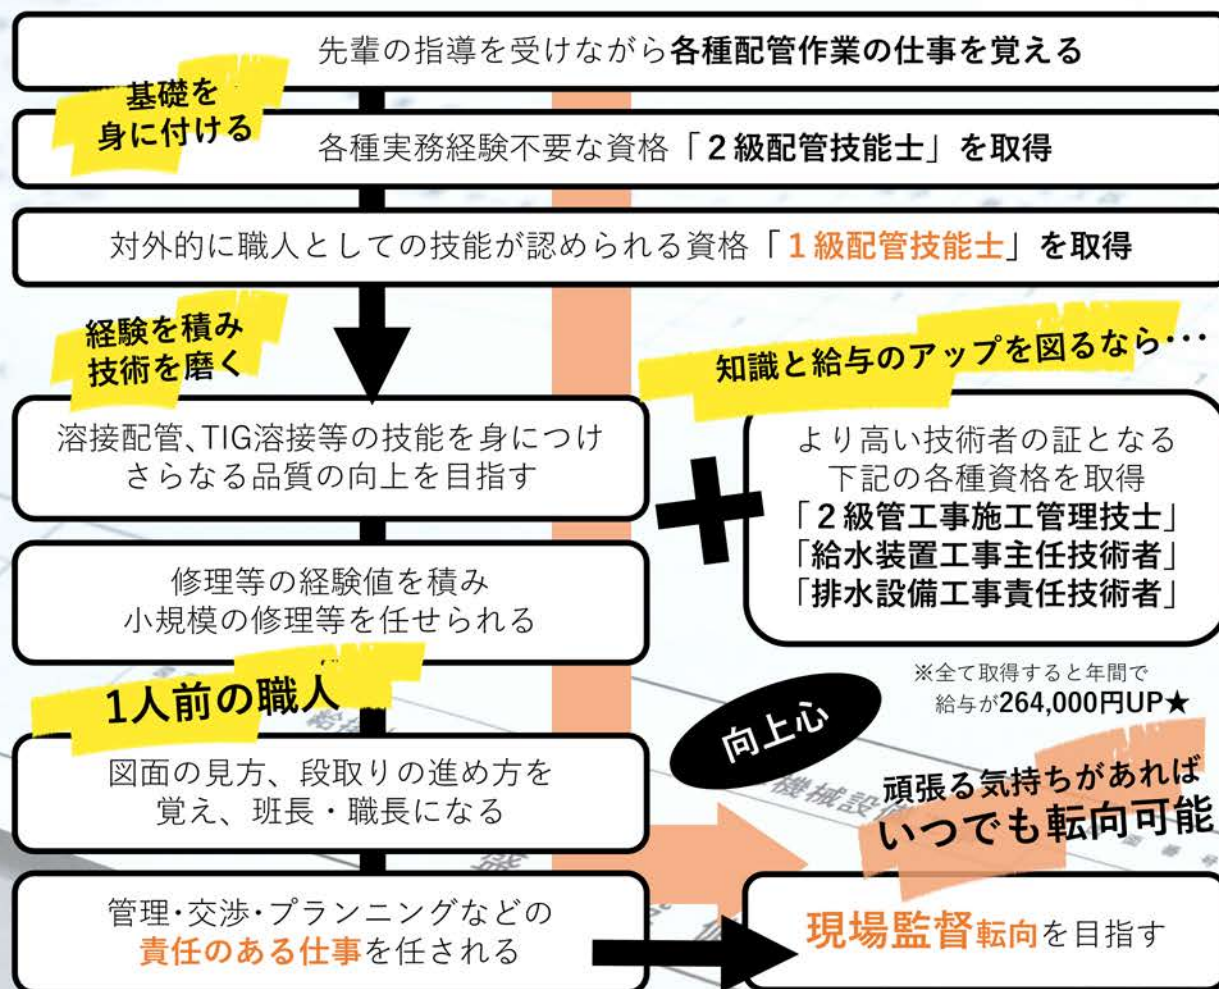 先輩の指導を受けながら各種配管作業の仕事を覚える
基礎を
身に付ける
各種実務経験不要な資格「２級配管技能士」を取得
対外的に職人としての技能が認められる資格「１級配管技能士」を取得
経験を積み
技術を磨く
溶接配管、TIG溶接等の技能を身につけ
さらなる品質の向上を目指す
知識と給与のアップを図るなら･･･
より高い技術者の証となる
下記の各種資格を取得
「２級管工事施工管理技士」
「給水装置工事主任技術者」
「排水設備工事責任技術者」
※全て取得すると年間で
給与が264,000円UP★
修理等の経験値を積み
小規模の修理等を任せられる
1人前の職人
図面の見方、段取りの進め方を
覚え、班長・職長になる
向上心
機械設
頑張る気持ちがあれば
いつでも転向可能
管理･交渉･プランニングなどの
責任のある仕事を任される
現場監督転向を目指す